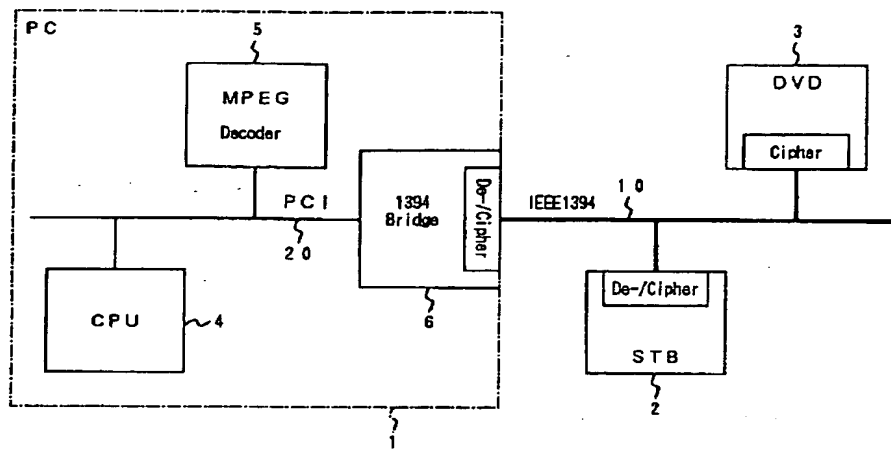 PC
5
MPEG
Decoder
3
DVD
Cipher
PCI
20
1394
Bridge
De-/Cipher
IEEE1394
10
CPU
4
6
De-/Cipher
STB
2
1